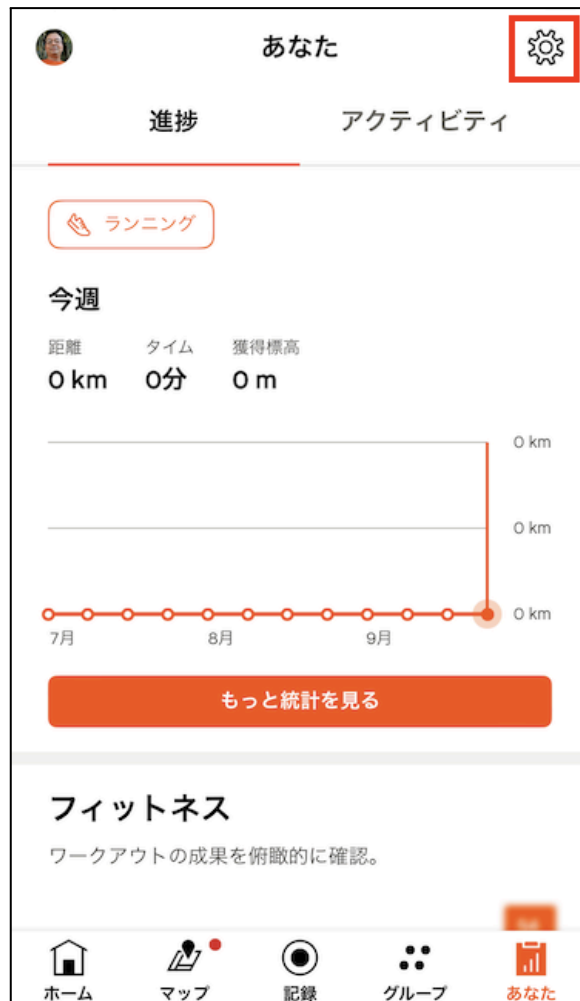 あなた
進捗 アクティビティ
ランニング
今週
距離 タイム 獲得標高
0 km 0分 0 m
0 km
0 km
0 km
7月 8月 9月
もっと統計を見る
フィットネス
ワークアウトの成果を俯瞰的に確認。
ホーム マップ 記録 グループ あなた